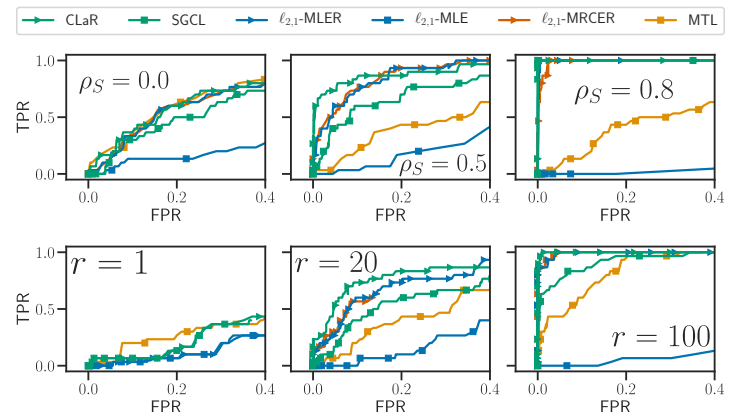 CLaR SGCL ℓ2,1-MLER ℓ2,1-MLE ℓ2,1-MRCER MTL
1.0
TPR
0.5
0.0
ρS = 0.0
ρS = 0.5
ρS = 0.8
0.0 0.2 0.4
FPR
0.0 0.2 0.4
FPR
0.0 0.2 0.4
FPR
1.0
TPR
0.5
0.0
r = 1
r = 20
r = 100
0.0 0.2 0.4
FPR
0.0 0.2 0.4
FPR
0.0 0.2 0.4
FPR